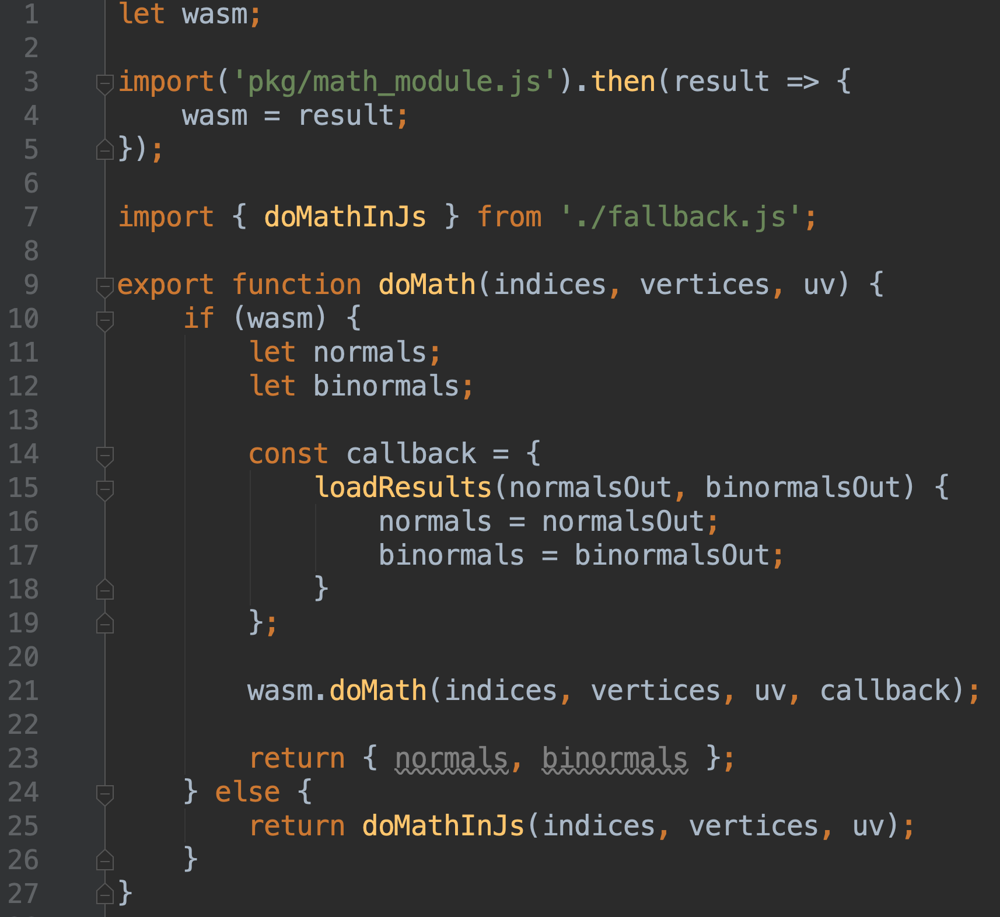 1 let wasm;
2
3 import('pkg/math_module.js').then(result => {
4     wasm = result;
5 });
6
7 import { doMathInJs } from './fallback.js';
8
9 export function doMath(indices, vertices, uv) {
10     if (wasm) {
11         let normals;
12         let binormals;
13
14         const callback = {
15             loadResults(normalsOut, binormalsOut) {
16                 normals = normalsOut;
17                 binormals = binormalsOut;
18             }
19         };
20
21         wasm.doMath(indices, vertices, uv, callback);
22
23         return { normals, binormals };
24     } else {
25         return doMathInJs(indices, vertices, uv);
26     }
27 }